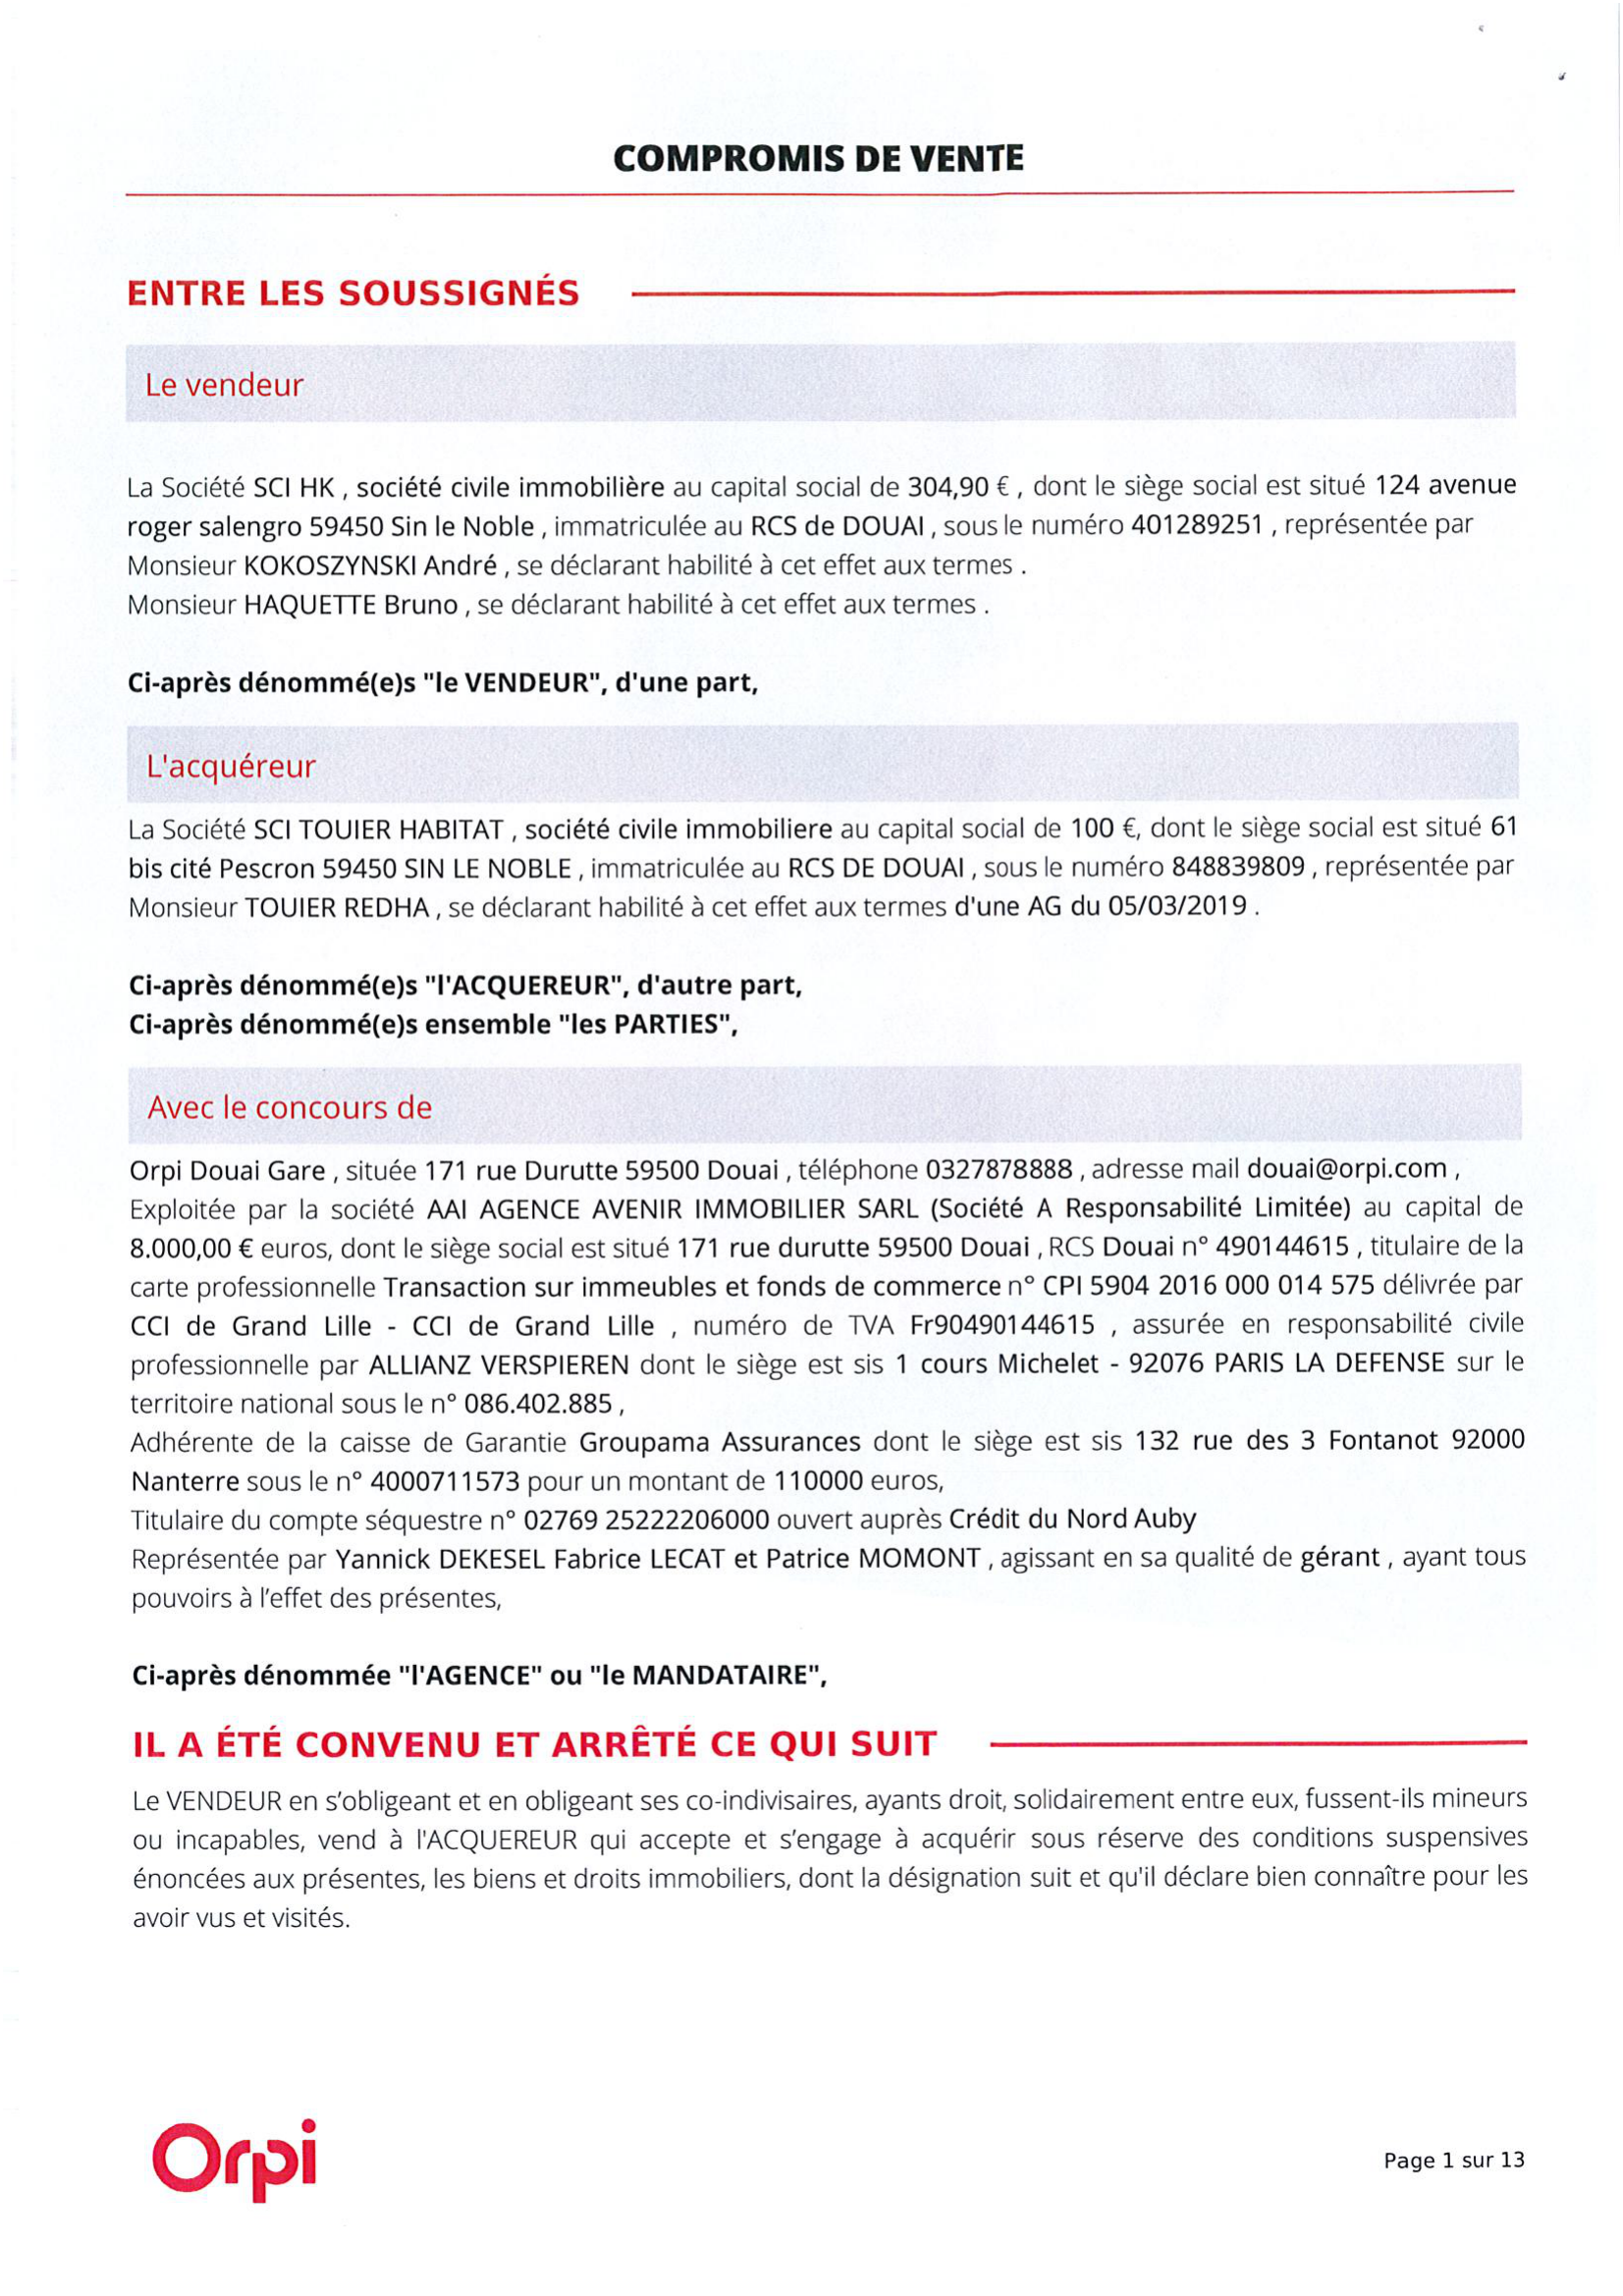 COMPROMIS DE VENTE
ENTRE LES SOUSSIGNÉS
Le vendeur
La Société SCI HK , société civile immobilière au capital social de 304,90 € , dont le siège social est situé 124 avenue
roger salengro 59450 Sin le Noble , immatriculée au RCS de DOUAI , sous le numéro 401289251 , représentée par
Monsieur KOKOSZYNSKI André , se déclarant habilité à cet effet aux termes .
Monsieur HAQUETTE Bruno , se déclarant habilité à cet effet aux termes .
Ci-après dénommé(e)s "le VENDEUR", d'une part,
L'acquéreur
La Société SCI TOUIER HABITAT , société civile immobiliere au capital social de 100 €, dont le siège social est situé 61
bis cité Pescron 59450 SIN LE NOBLE , immatriculée au RCS DE DOUAI , sous le numéro 848839809 , représentée par
Monsieur TOUIER REDHA , se déclarant habilité à cet effet aux termes d'une AG du 05/03/2019 .
Ci-après dénommé(e)s "l'ACQUEREUR", d'autre part,
Ci-après dénommé(e)s ensemble "les PARTIES",
Avec le concours de
Orpi Douai Gare , située 171 rue Durutte 59500 Douai , téléphone 0327878888 , adresse mail douai@orpi.com ,
Exploitée par la société AAI AGENCE AVENIR IMMOBILIER SARL (Société A Responsabilité Limitée) au capital de
8.000,00 € euros, dont le siège social est situé 171 rue durutte 59500 Douai , RCS Douai n° 490144615 , titulaire de la
carte professionnelle Transaction sur immeubles et fonds de commerce n° CPI 5904 2016 000 014 575 délivrée par
CCI de Grand Lille - CCI de Grand Lille , numéro de TVA Fr90490144615 , assurée en responsabilité civile
professionnelle par ALLIANZ VERSPIEREN dont le siège est sis 1 cours Michelet - 92076 PARIS LA DEFENSE sur le
territoire national sous le n° 086.402.885 ,
Adhérente de la caisse de Garantie Groupama Assurances dont le siège est sis 132 rue des 3 Fontanot 92000
Nanterre sous le n° 4000711573 pour un montant de 110000 euros,
Titulaire du compte séquestre n° 02769 25222206000 ouvert auprès Crédit du Nord Auby
Représentée par Yannick DEKESEL Fabrice LECAT et Patrice MOMONT , agissant en sa qualité de gérant , ayant tous
pouvoirs à l'effet des présentes,
Ci-après dénommée "l'AGENCE" ou "le MANDATAIRE",
IL A ÉTÉ CONVENU ET ARRÊTÉ CE QUI SUIT
Le VENDEUR en s'obligeant et en obligeant ses co-indivisaires, ayants droit, solidairement entre eux, fussent-ils mineurs
ou incapables, vend à l'ACQUEREUR qui accepte et s'engage à acquérir sous réserve des conditions suspensives
énoncées aux présentes, les biens et droits immobiliers, dont la désignation suit et qu'il déclare bien connaître pour les
avoir vus et visités.
Orpi
Page 1 sur 13